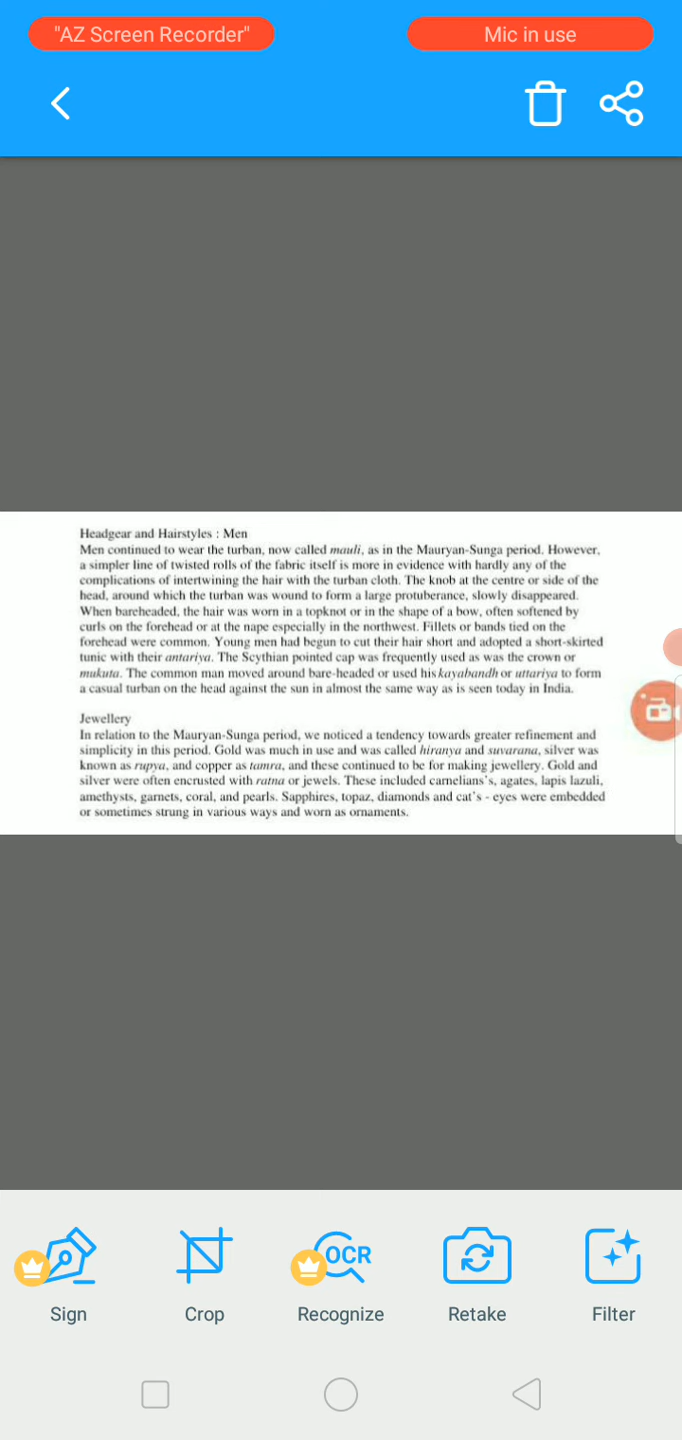 "AZ Screen Recorder" Mic in use
Headgear and Hairstyles : Men
Men continued to wear the turban, now called mauli, as in the Mauryan-Sunga period. However,
a simpler line of twisted rolls of the fabric itself is more in evidence with hardly any of the
complications of intertwining the hair with the turban cloth. The knob at the centre or side of the
head, around which the turban was wound to form a large protuberance, slowly disappeared.
When bareheaded, the hair was worn in a topknot or in the shape of a bow, often softened by
curls on the forehead or at the nape especially in the northwest. Fillets or bands tied on the
forehead were common. Young men had begun to cut their hair short and adopted a short-skirted
tunic with their antariya. The Scythian pointed cap was frequently used as was the crown or
mukuta. The common man moved around bare-headed or used his kayabandh or uttariya to form
a casual turban on the head against the sun in almost the same way as is seen today in India.
Jewellery
In relation to the Mauryan-Sunga period, we noticed a tendency towards greater refinement and
simplicity in this period. Gold was much in use and was called hiranya and suvarana, silver was
known as rupya, and copper as tamra, and these continued to be for making jewellery. Gold and
silver were often encrusted with ratna or jewels. These included carnelians's, agates, lapis lazuli,
amethysts, garnets, coral, and pearls. Sapphires, topaz, diamonds and cat's - eyes were embedded
or sometimes strung in various ways and worn as ornaments.
OCR
Sign Crop Recognize Retake Filter